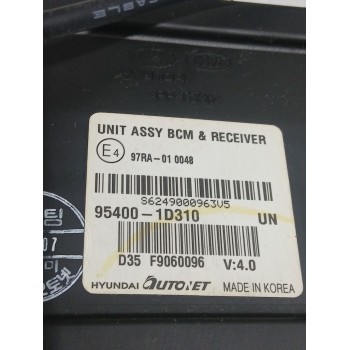 UNIT ASSY BCM & RECEIVER
E4 97RA-01 0048
S6249000963V5
95400-1D310 UN
D35 F9060096 V:4.0
HYUNDAI AUTONET MADE IN KOREA